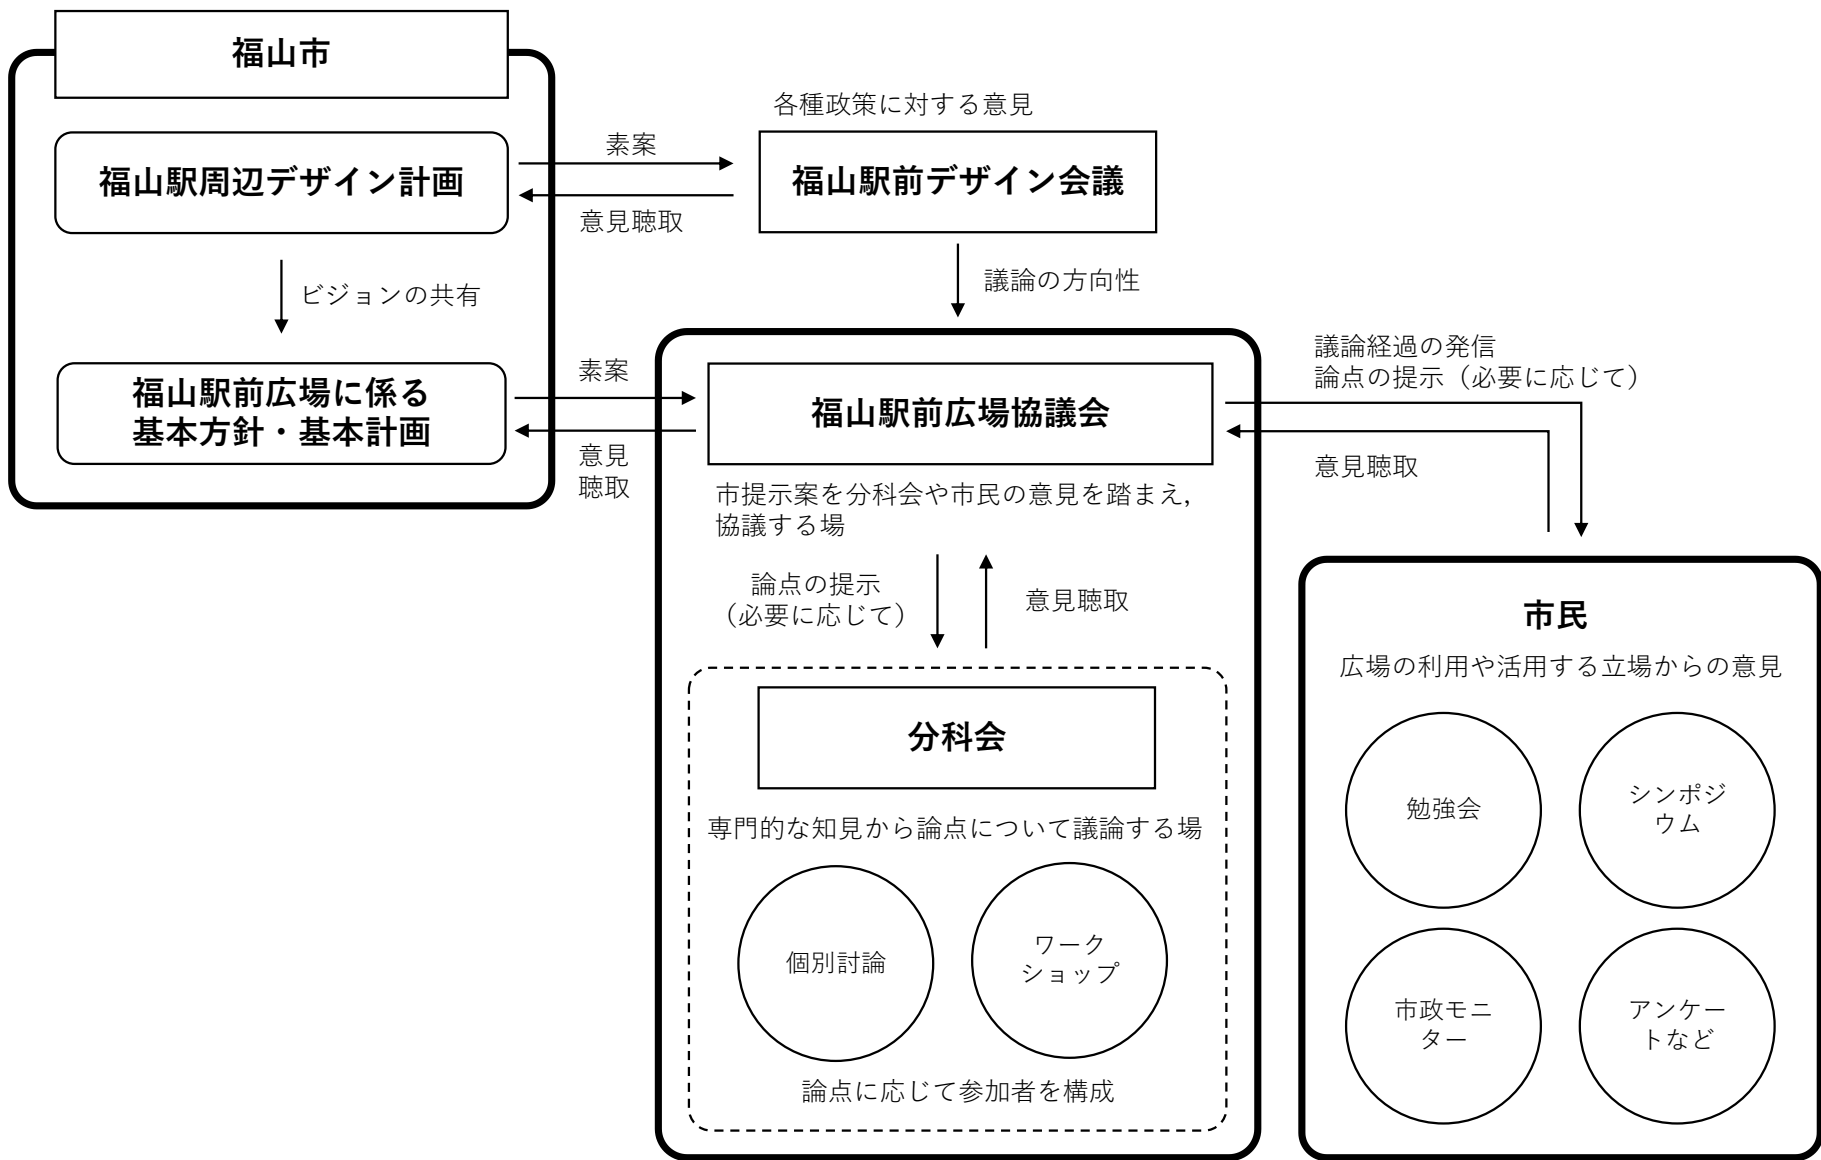 福山市
福山駅周辺デザイン計画
素案
意見聴取
各種政策に対する意見
福山駅前デザイン会議
ビジョンの共有
議論の方向性
福山駅前広場に係る
基本方針・基本計画
素案
意見
聴取
福山駅前広場協議会
市提示案を分科会や市民の意見を踏まえ,
協議する場
議論経過の発信
論点の提示（必要に応じて）
意見聴取
論点の提示
（必要に応じて）
意見聴取
分科会
専門的な知見から論点について議論する場
個別討論
ワーク
ショップ
論点に応じて参加者を構成
市民
広場の利用や活用する立場からの意見
勉強会
シンポジ
ウム
市政モニ
ター
アンケー
トなど